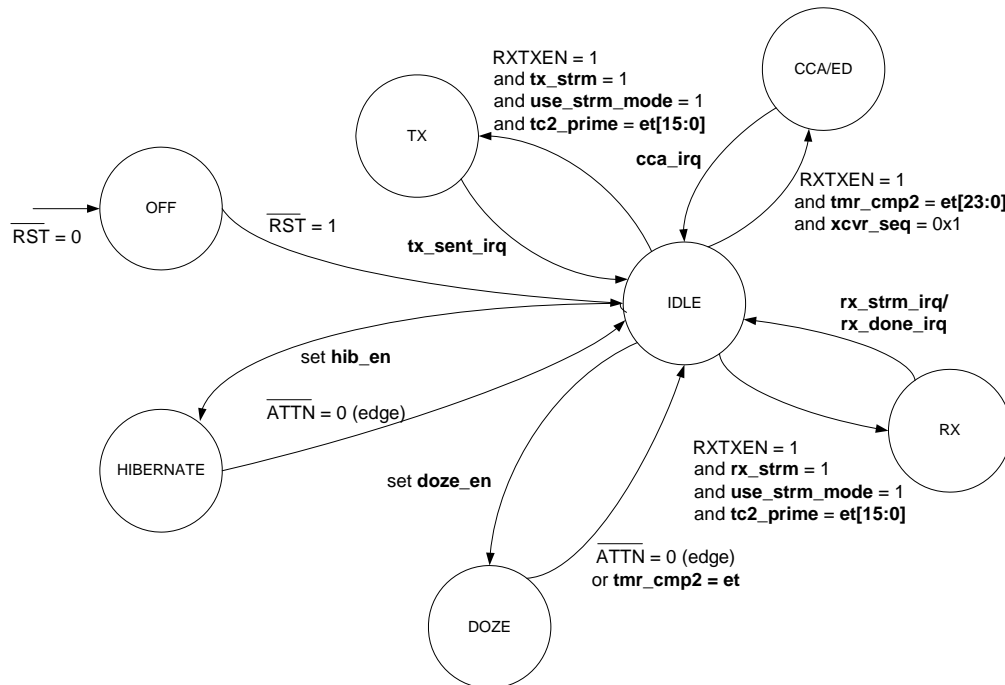 RXTXEN = 1
and tx_strm = 1
and use_strm_mode = 1
and tc2_prime = et[15:0]
CCA/ED
TX
cca_irq
RXTXEN = 1
and tmr_cmp2 = et[23:0]
and xcvr_seq = 0x1
OFF
RST = 0
RST = 1
tx_sent_irq
IDLE
rx_strm_irq/
rx_done_irq
set hib_en
ATTN = 0 (edge)
HIBERNATE
RX
RXTXEN = 1
and rx_strm = 1
and use_strm_mode = 1
and tc2_prime = et[15:0]
set doze_en
ATTN = 0 (edge)
or tmr_cmp2 = et
DOZE